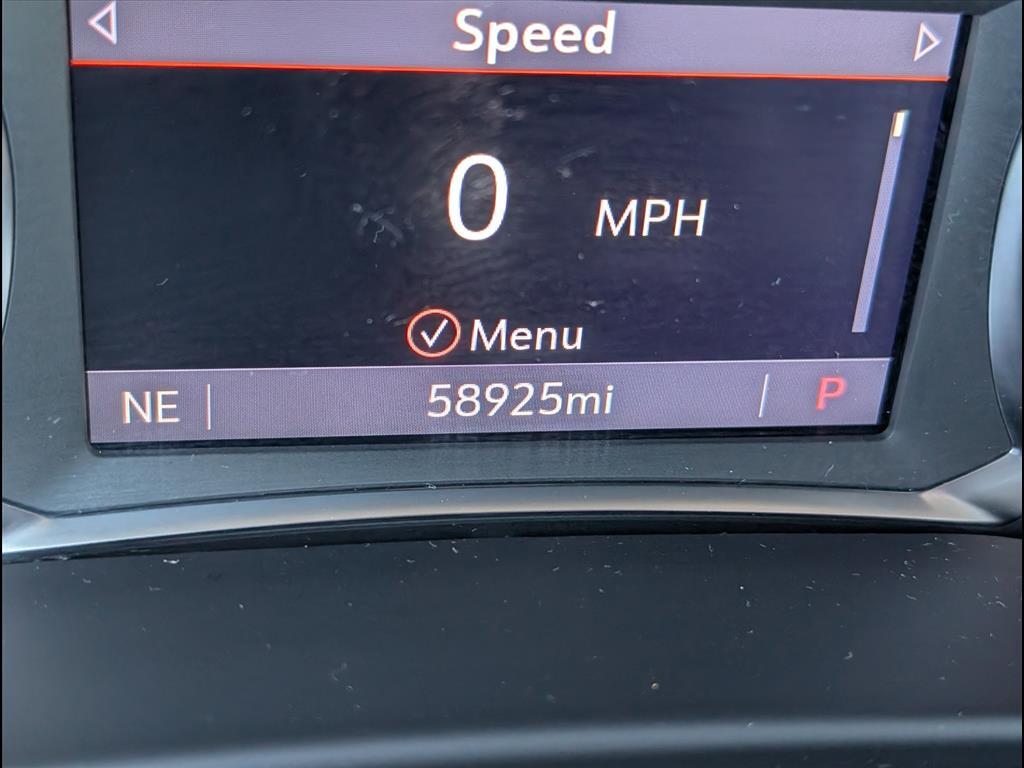 Speed
0 MPH
Menu
NE 58925mi P